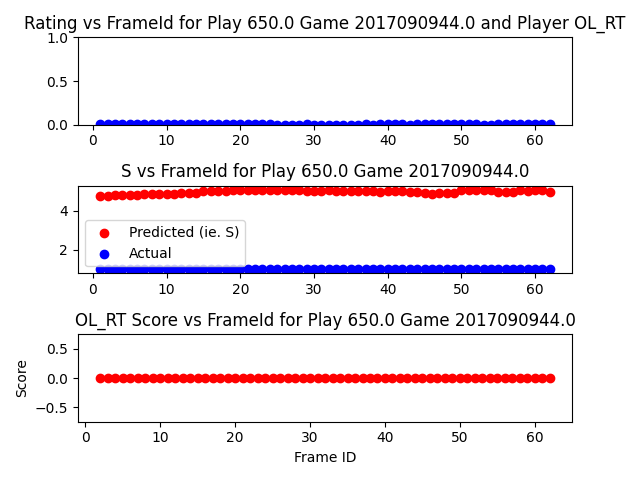 Rating vs FrameId for Play 650.0 Game 2017090944.0 and Player OL_RT
1.0
0.5
0.0
0 10 20 30 40 50 60
S vs FrameId for Play 650.0 Game 2017090944.0
4
2
Predicted (ie. S)
Actual
0 10 20 30 40 50 60
OL_RT Score vs FrameId for Play 650.0 Game 2017090944.0
Score
0.5
0.0
−0.5
0 10 20 30 40 50 60
Frame ID